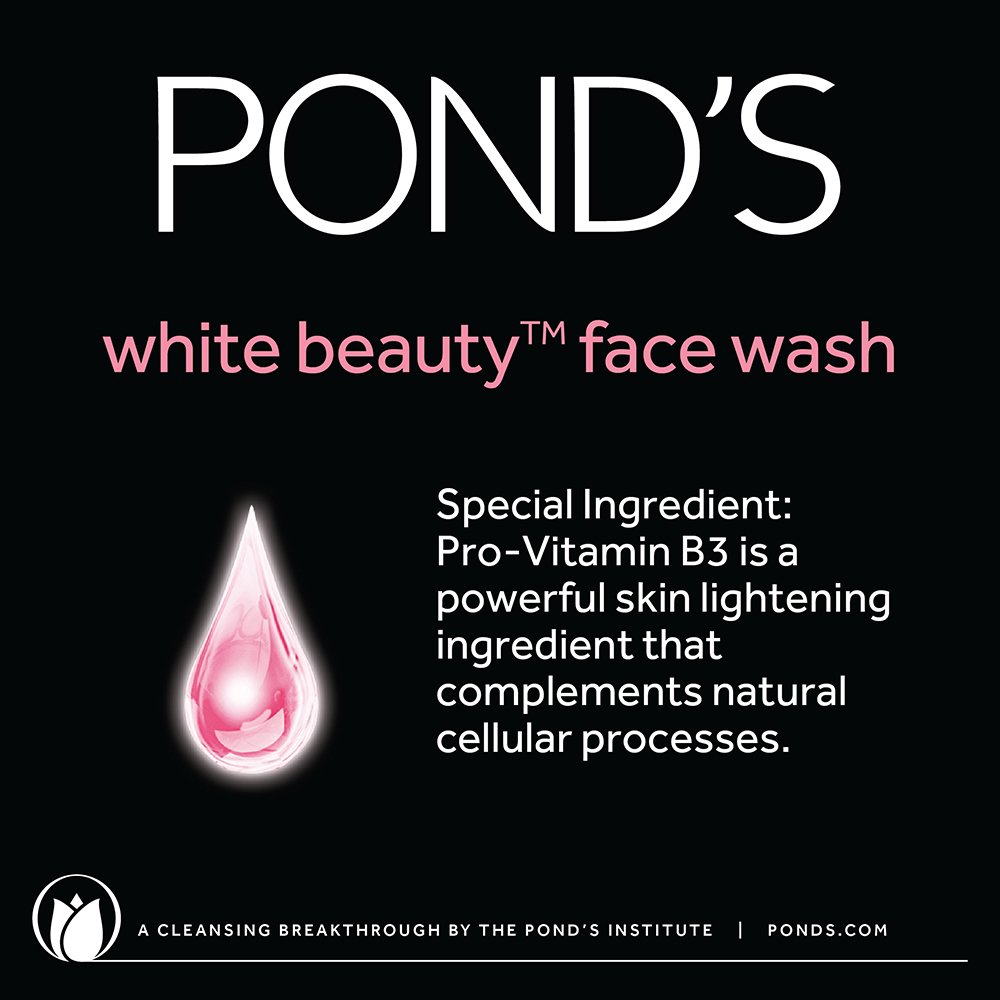 POND'S
white beauty™ face wash
Special Ingredient:
Pro-Vitamin B3 is a
powerful skin lightening
ingredient that
complements natural
cellular processes.
A CLEANSING BREAKTHROUGH BY THE POND'S INSTITUTE | PONDS.COM